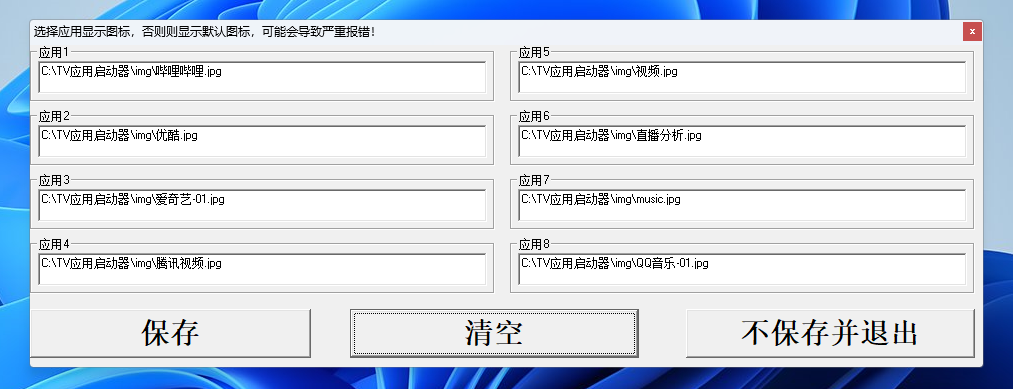 选择应用显示图标，否则则显示默认图标，可能会导致严重报错！
应用1
C:\TV应用启动器\img\哔哩哔哩.jpg
应用2
C:\TV应用启动器\img\优酷.jpg
应用3
C:\TV应用启动器\img\爱奇艺-01.jpg
应用4
C:\TV应用启动器\img\腾讯视频.jpg
应用5
C:\TV应用启动器\img\视频.jpg
应用6
C:\TV应用启动器\img\直播分析.jpg
应用7
C:\TV应用启动器\img\music.jpg
应用8
C:\TV应用启动器\img\QQ音乐-01.jpg
保存
清空
不保存并退出